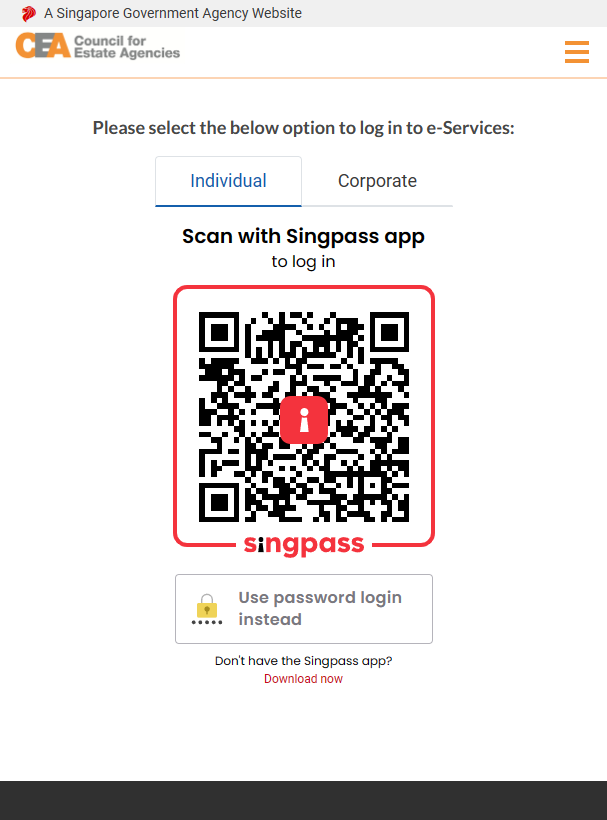 A Singapore Government Agency Website
CEA Council for
Estate Agencies
Please select the below option to log in to e-Services:
Individual
Corporate
Scan with Singpass app
to log in
singpass
Use password login
instead
Don't have the Singpass app?
Download now